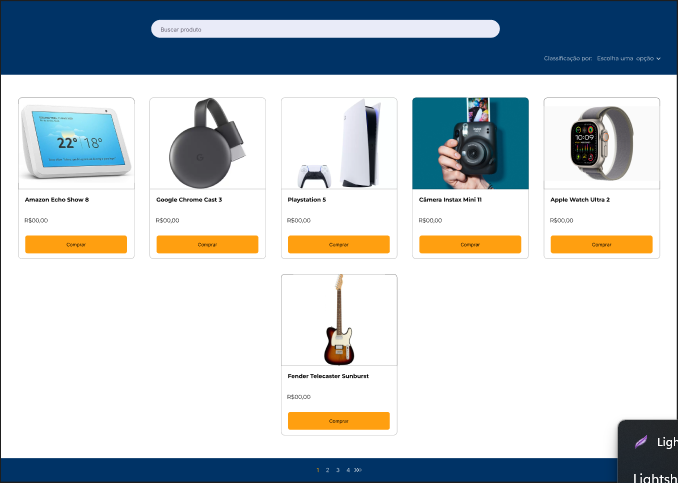 Buscar produto
Classificação por: Escolha uma opção
22° 18°
Amazon Echo Show 8
R$00,00
Comprar
Google Chrome Cast 3
R$00,00
Comprar
Playstation 5
R$00,00
Comprar
Câmera Instax Mini 11
R$00,00
Comprar
10:09
Apple Watch Ultra 2
R$00,00
Comprar
Fender Telecaster Sunburst
R$00,00
Comprar
1 2 3 4
Ligh
Lightsh